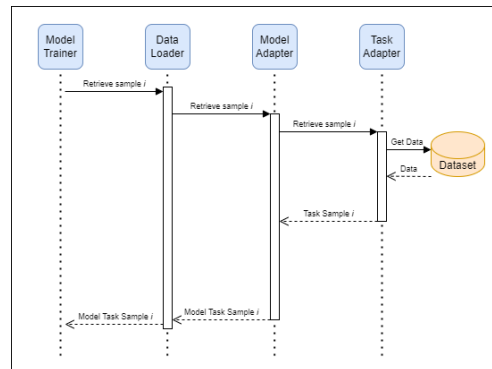 Model
Trainer
Data
Loader
Model
Adapter
Task
Adapter
Retrieve sample i
Retrieve sample i
Retrieve sample i
Get Data
Dataset
Data
Task Sample i
Model Task Sample i
Model Task Sample i